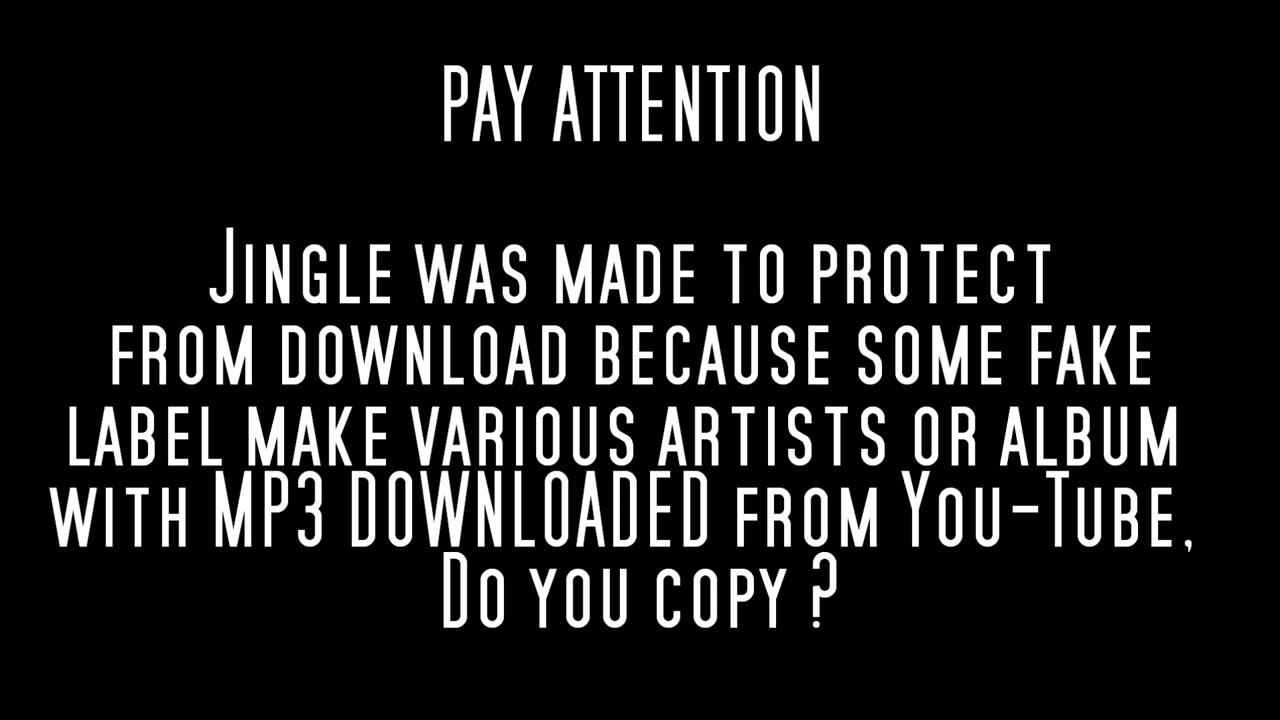 PAY ATTENTION
Jingle was made to protect
from download because some fake
label make various artists or album
with MP3 DOWNLOADED from You-Tube,
Do you copy ?